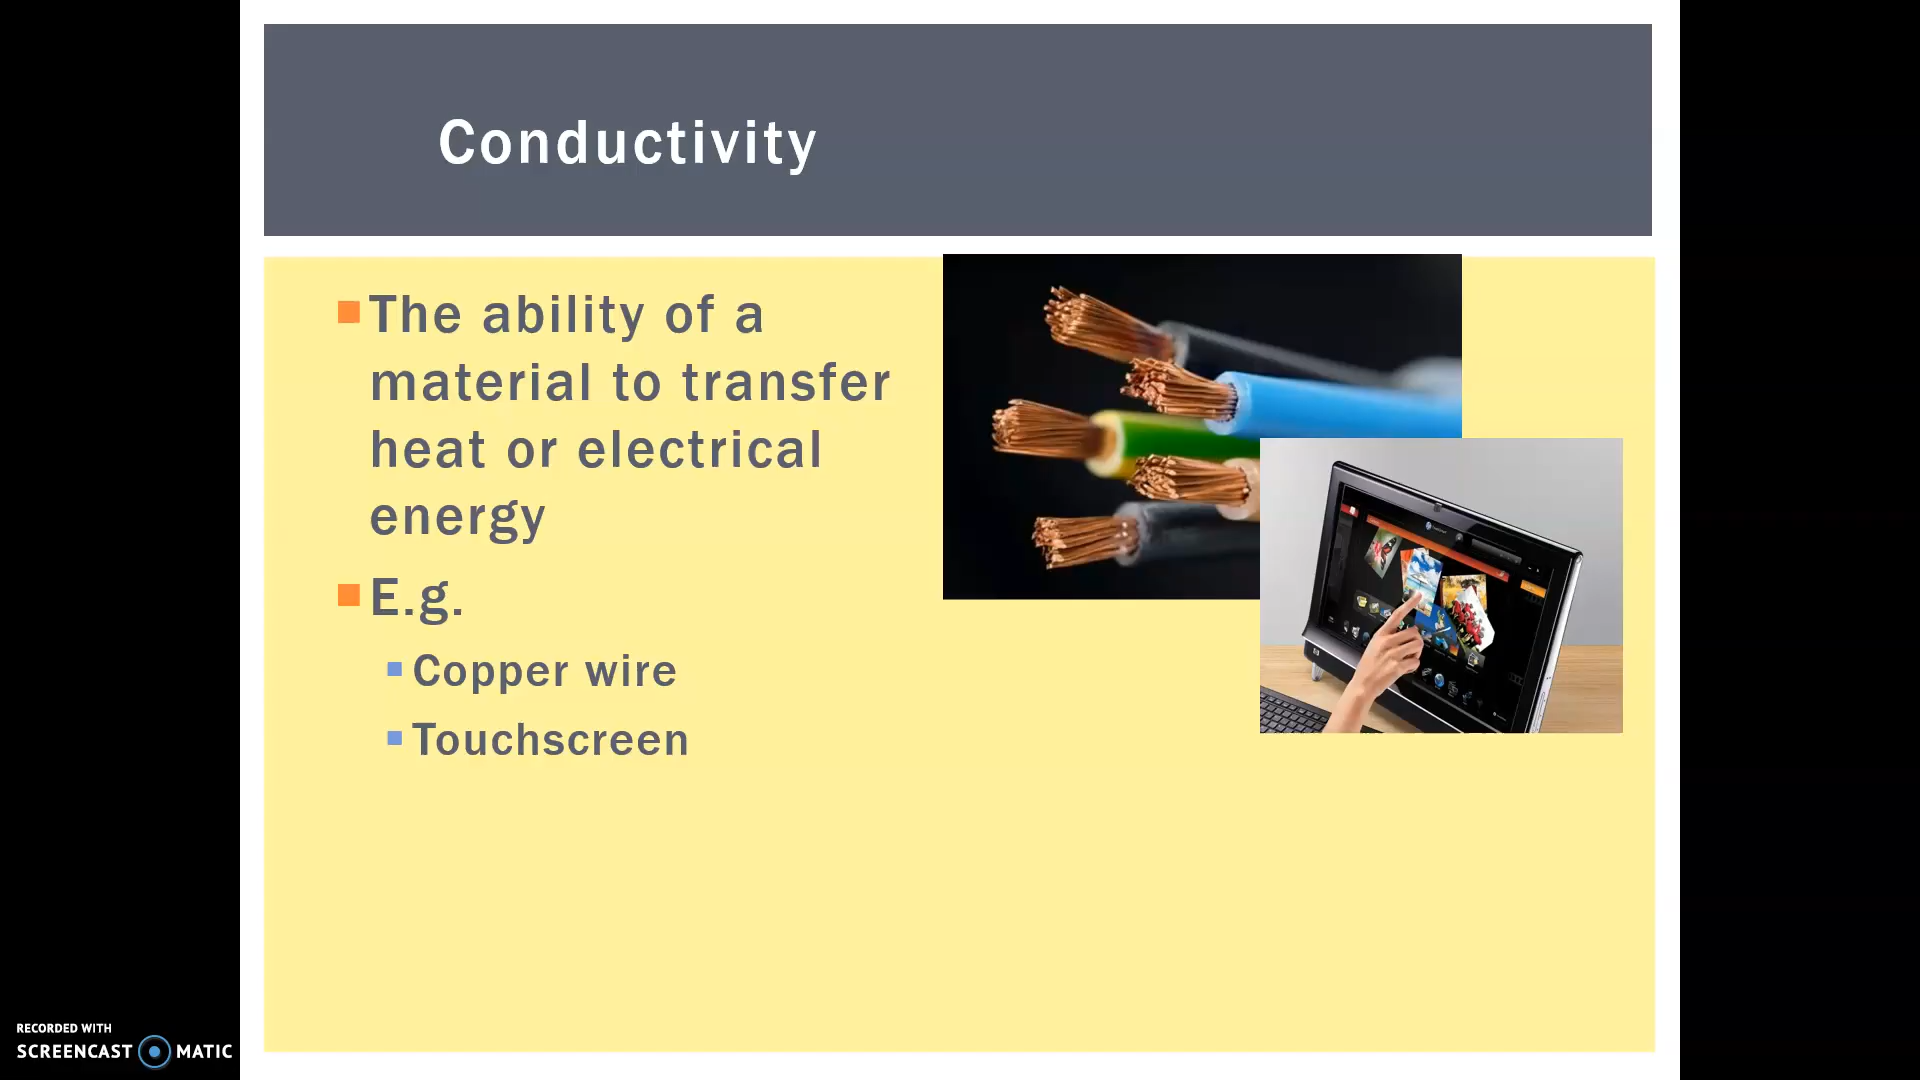 Conductivity
The ability of a
material to transfer
heat or electrical
energy
E.g.
Copper wire
Touchscreen
RECORDED WITH
SCREENCAST MATIC